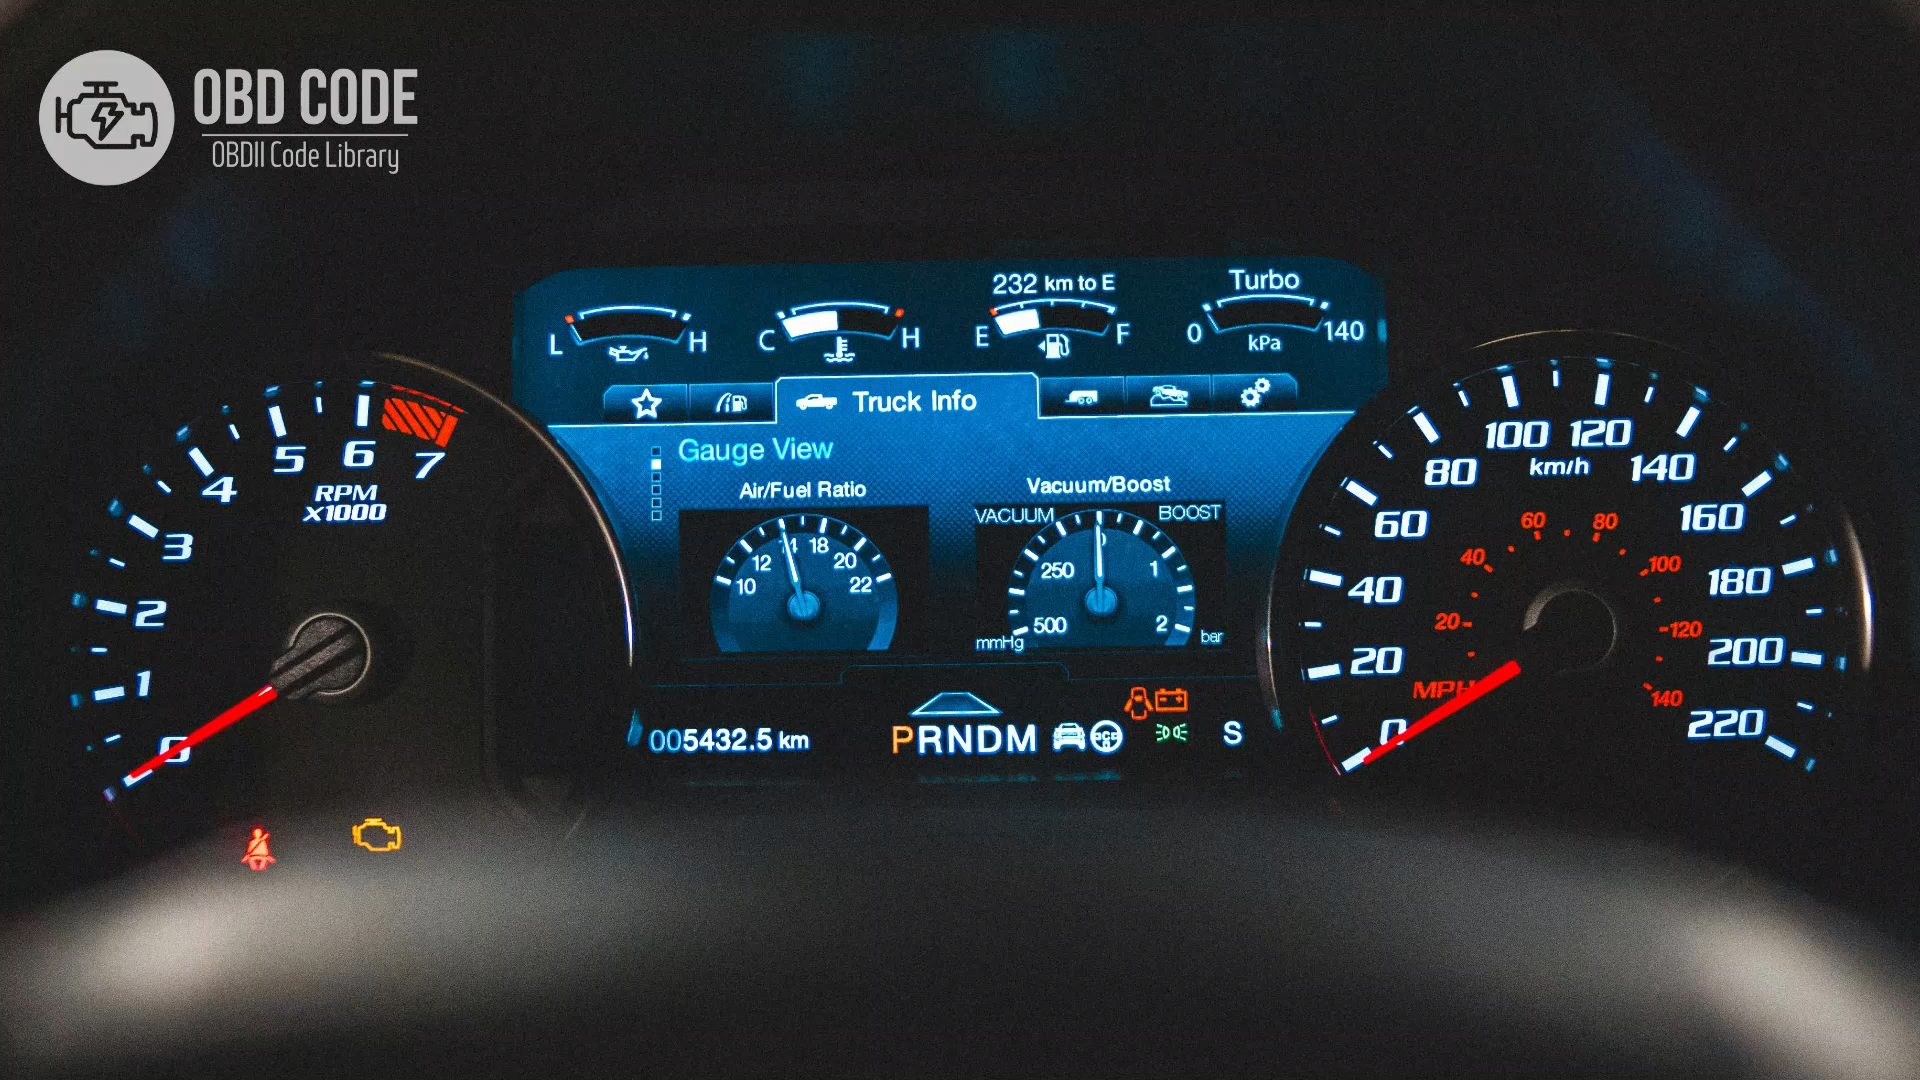 OBD CODE
OBDII Code Library
232 km to E
Turbo
L H
C H
E F
0 140
kPa
Truck Info
Gauge View
Air/Fuel Ratio
Vacuum/Boost
VACUUM BOOST
10 12 14 18 20 22
500 250 0 1 2
mmHg bar
0 1 2 3 4 5 6 7
RPM
X1000
0 20 40 60 80 100 120 140 160 180 200 220
km/h
20 40 60 80 100 120 140
MPH
005432.5 km
PRNDM
S